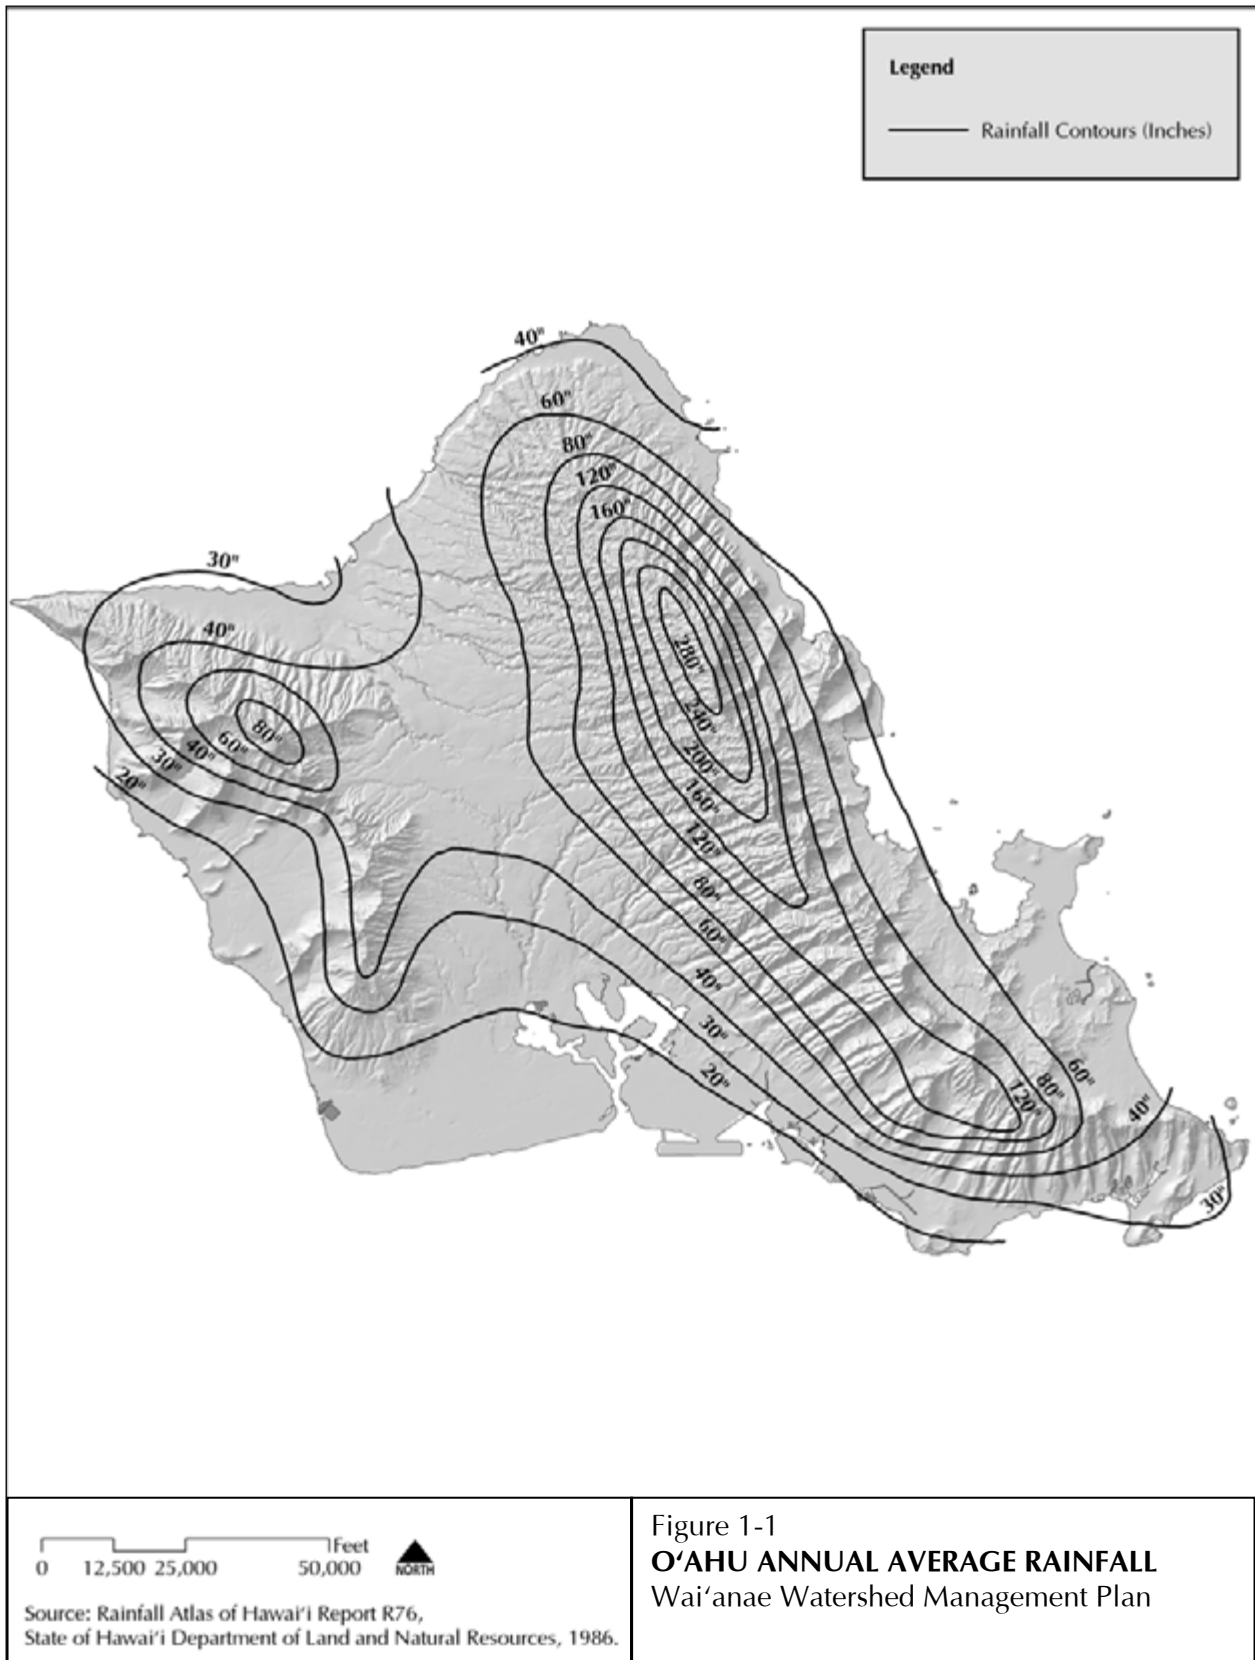 Legend
Rainfall Contours (Inches)
40"
60"
80"
120"
160"
30"
40"
280"
240"
80"
60"
40"
30"
20"
200"
160"
120"
80"
60"
40"
30"
20"
60"
80"
120"
40"
30"
Feet
0 12,500 25,000 50,000
NORTH
Source: Rainfall Atlas of Hawai‘i Report R76,
State of Hawai‘i Department of Land and Natural Resources, 1986.
Figure 1-1
O‘AHU ANNUAL AVERAGE RAINFALL
Wai‘anae Watershed Management Plan